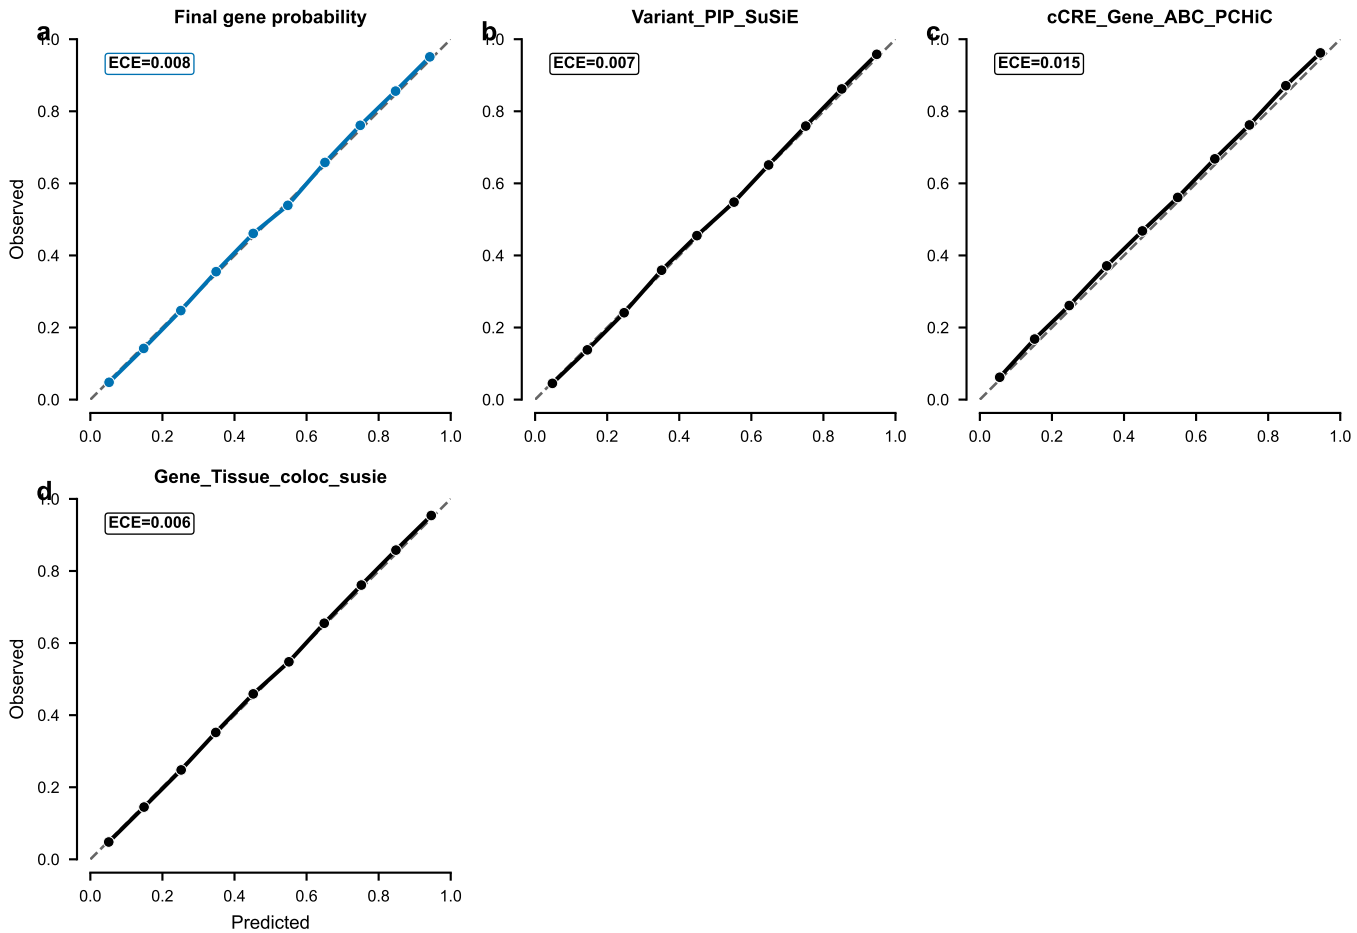 a
Final gene probability
ECE=0.008
1.0
0.8
0.6
0.4
0.2
0.0
Observed
0.0 0.2 0.4 0.6 0.8 1.0
b
Variant_PIP_SuSiE
ECE=0.007
1.0
0.8
0.6
0.4
0.2
0.0
0.0 0.2 0.4 0.6 0.8 1.0
c
cCRE_Gene_ABC_PCHiC
ECE=0.015
1.0
0.8
0.6
0.4
0.2
0.0
0.0 0.2 0.4 0.6 0.8 1.0
d
Gene_Tissue_coloc_susie
ECE=0.006
1.0
0.8
0.6
0.4
0.2
0.0
Observed
0.0 0.2 0.4 0.6 0.8 1.0
Predicted